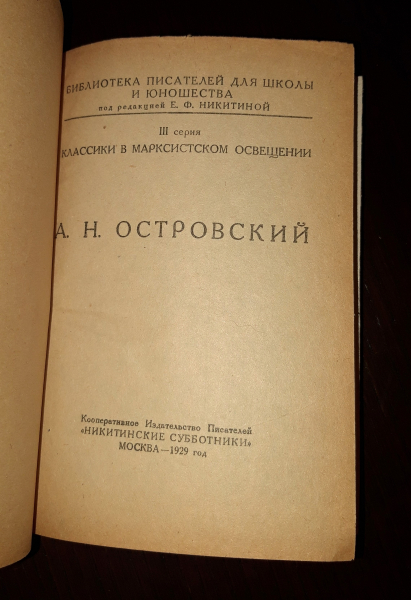 БИБЛИОТЕКА ПИСАТЕЛЕЙ ДЛЯ ШКОЛЫ
И ЮНОШЕСТВА
под редакцией Е. Ф. НИКИТИНОЙ
III серия
КЛАССИКИ В МАРКСИСТСКОМ ОСВЕЩЕНИИ
А. Н. ОСТРОВСКИЙ
Кооперативное Издательство Писателей
«НИКИТИНСКИЕ СУББОТНИКИ»
МОСКВА—1929 год